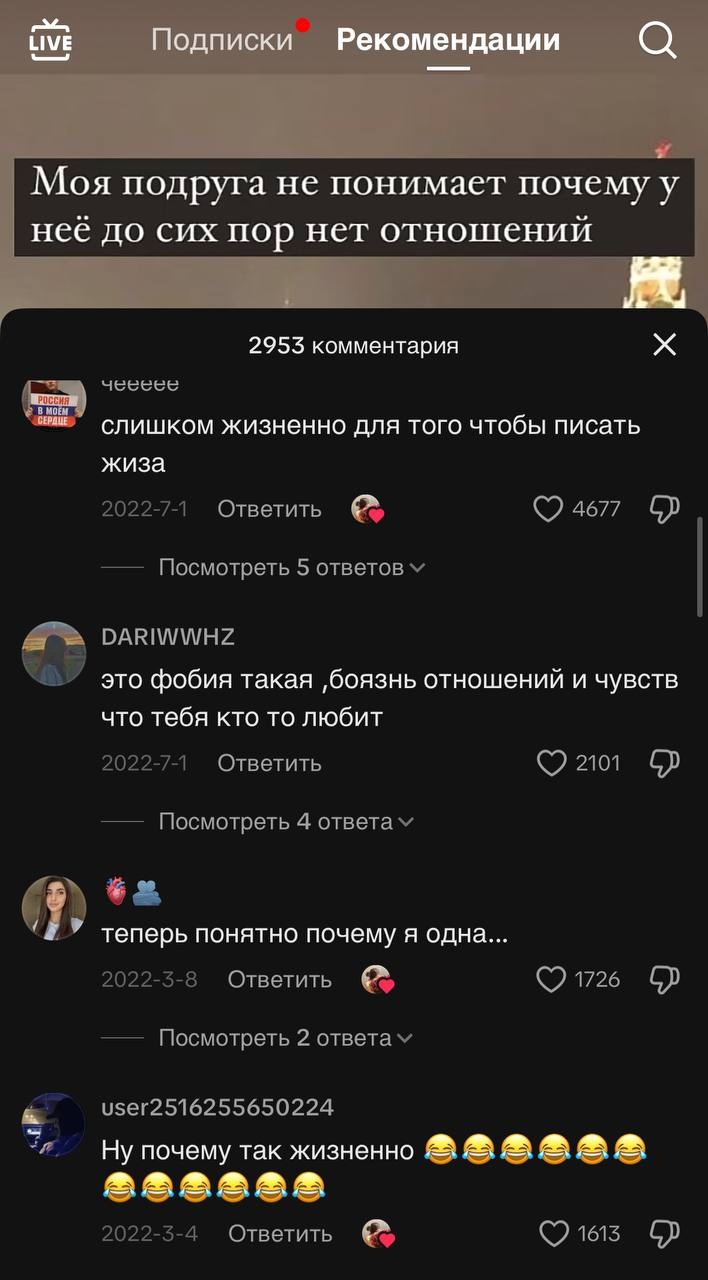 LIVE
Подписки
Рекомендации
Моя подруга не понимает почему у
неё до сих пор нет отношений
2953 комментария
чеееее
РОССИЯ
В МОЁМ
СЕРДЦЕ
слишком жизненно для того чтобы писать
жиза
2022-7-1 Ответить 4677
Посмотреть 5 ответов
DARIWWHZ
это фобия такая ,боязнь отношений и чувств
что тебя кто то любит
2022-7-1 Ответить 2101
Посмотреть 4 ответа
🫀🫂
теперь понятно почему я одна...
2022-3-8 Ответить 1726
Посмотреть 2 ответа
user2516255650224
Ну почему так жизненно 😂😂😂😂😂😂
😂😂😂😂😂😂
2022-3-4 Ответить 1613